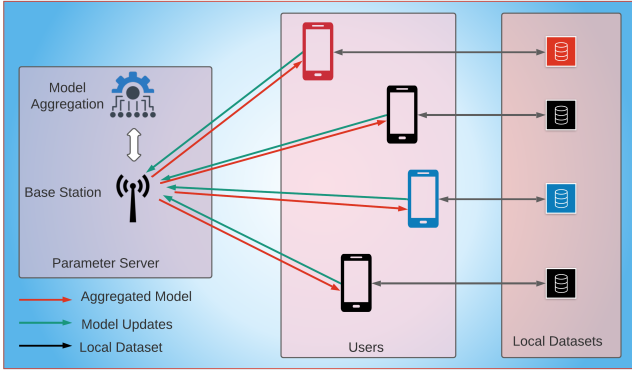 Model
Aggregation
Base Station
Parameter Server
Aggregated Model
Model Updates
Local Dataset
Users
Local Datasets